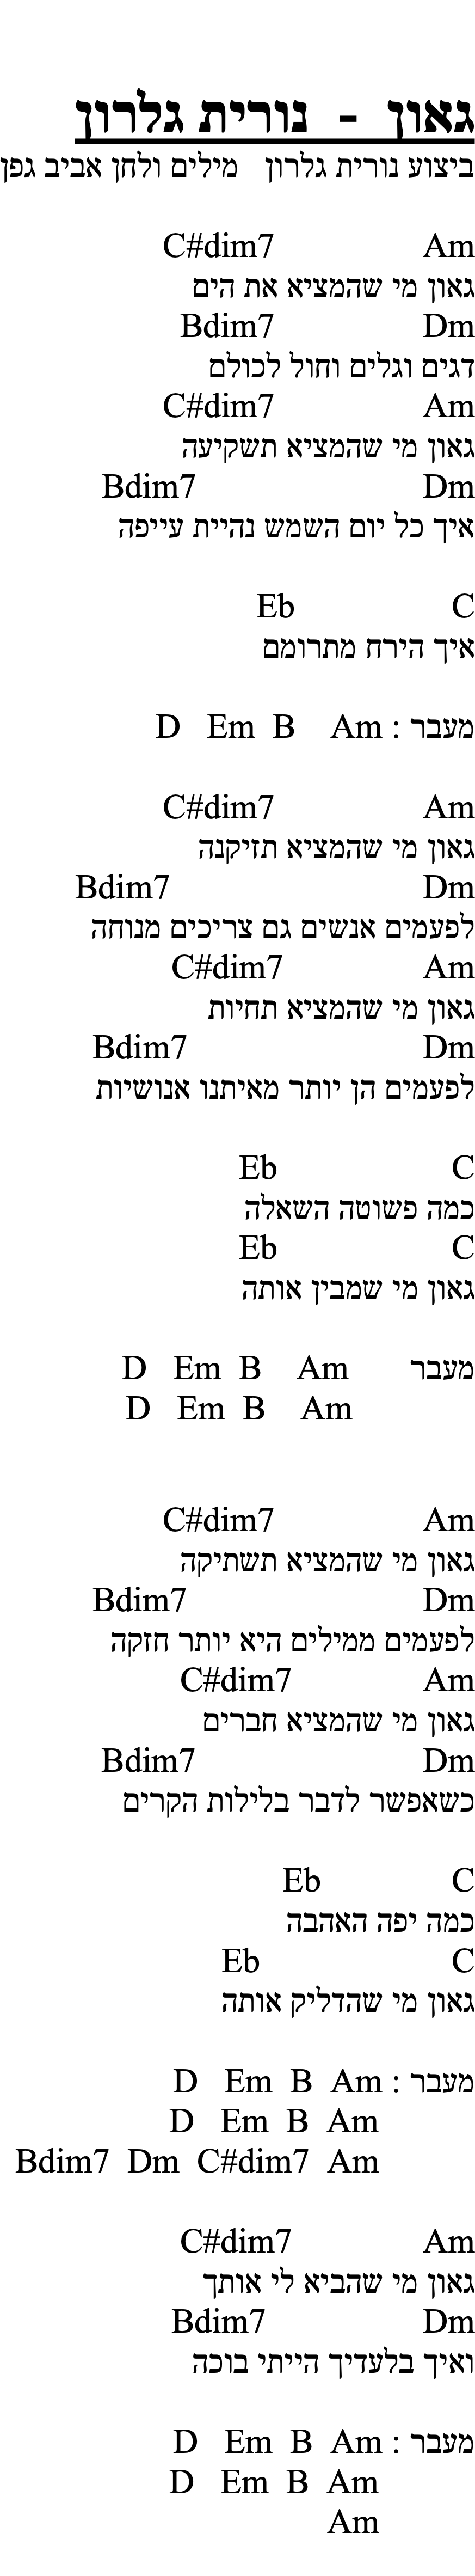 גאון - נורית גלרון
ביצוע נורית גלרון מילים ולחן אביב גפן
Am C#dim7
גאון מי שהמציא את הים
Dm Bdim7
דגים וגלים וחול לכולם
Am C#dim7
גאון מי שהמציא תשקיעה
Dm Bdim7
איך כל יום השמש נהיית עייפה
C Eb
איך הירח מתרומם
מעבר : Am B Em D
Am C#dim7
גאון מי שהמציא תזיקנה
Dm Bdim7
לפעמים אנשים גם צריכים מנוחה
Am C#dim7
גאון מי שהמציא תחיות
Dm Bdim7
לפעמים הן יותר מאיתנו אנושיות
C Eb
כמה פשוטה השאלה
C Eb
גאון מי שמבין אותה
מעבר Am B Em D
Am B Em D
Am C#dim7
גאון מי שהמציא תשתיקה
Dm Bdim7
לפעמים ממילים היא יותר חזקה
Am C#dim7
גאון מי שהמציא חברים
Dm Bdim7
כשאפשר לדבר בלילות הקרים
C Eb
כמה יפה האהבה
C Eb
גאון מי שהדליק אותה
מעבר : Am B Em D
Am B Em D
Am C#dim7 Dm Bdim7
Am C#dim7
גאון מי שהביא לי אותך
Dm Bdim7
ואיך בלעדיך הייתי בוכה
מעבר : Am B Em D
Am B Em D
Am